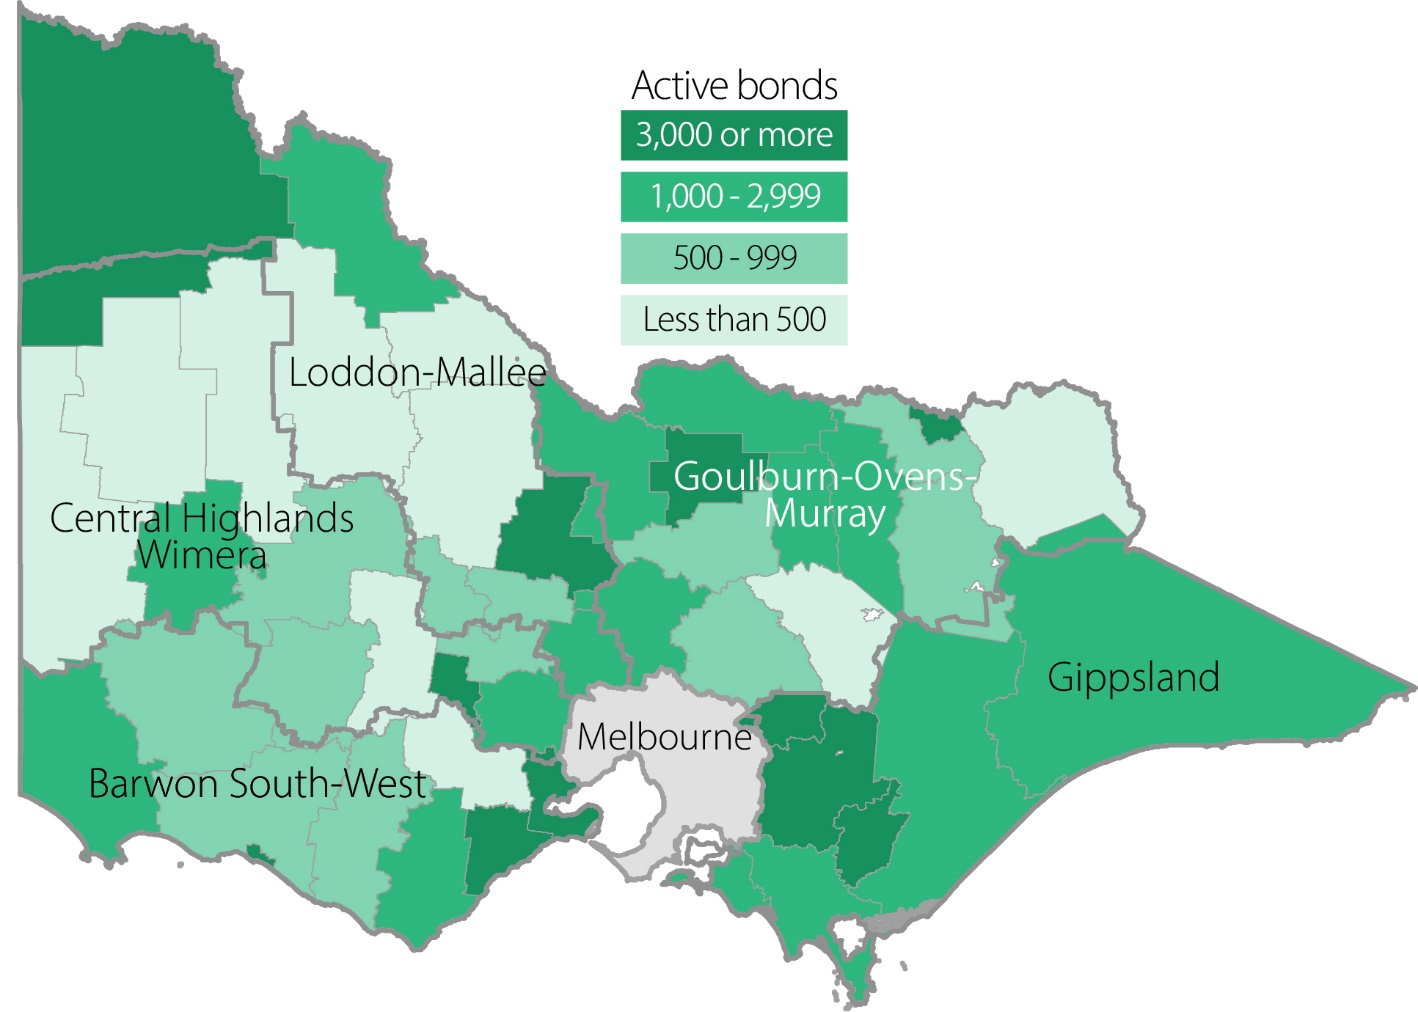 Active bonds
3,000 or more
1,000 - 2,999
500 - 999
Less than 500
Loddon-Mallee
Goulburn-Ovens-
Murray
Central Highlands
Wimera
Gippsland
Melbourne
Barwon South-West